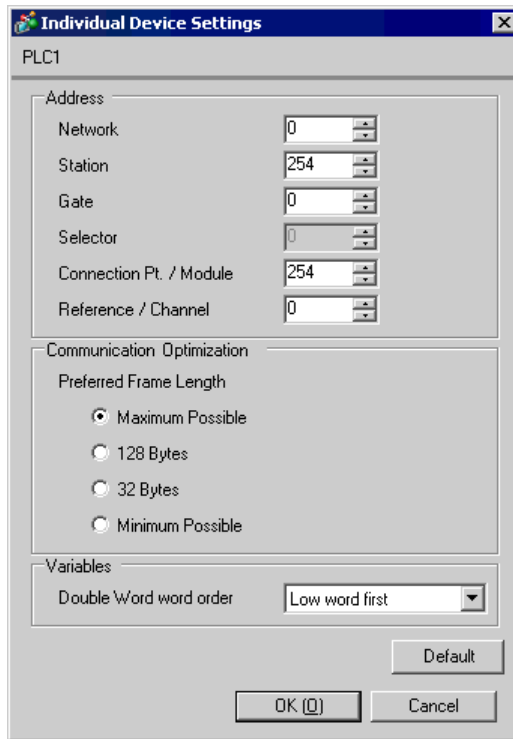 Individual Device Settings
PLC1
Address
Network 0
Station 254
Gate 0
Selector 0
Connection Pt. / Module 254
Reference / Channel 0
Communication Optimization
Preferred Frame Length
Maximum Possible
128 Bytes
32 Bytes
Minimum Possible
Variables
Double Word word order Low word first
Default
OK (O) Cancel